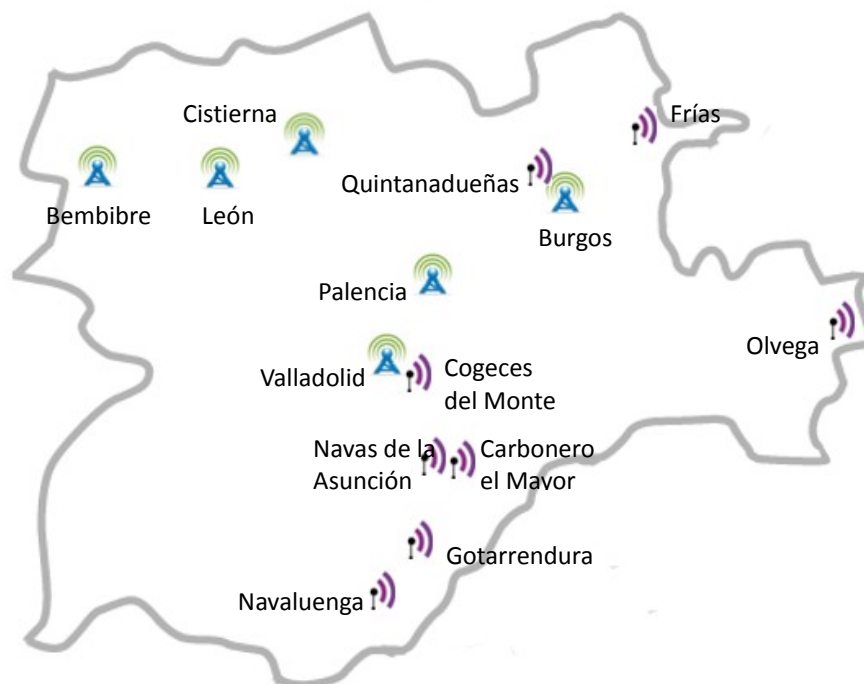 Cistierna
Frías
Quintanadueñas
Bembibre
León
Burgos
Palencia
Olvega
Valladolid
Cogeces
del Monte
Navas de la
Asunción
Carbonero
el Mayor
Gotarrendura
Navaluenga